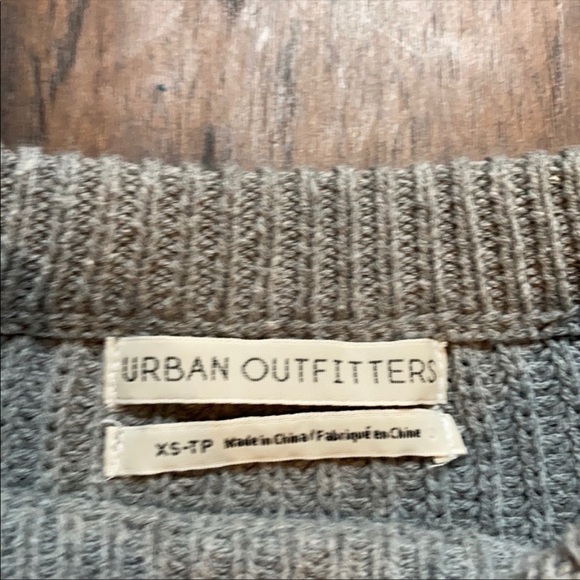 URBAN OUTFITTERS
XS-TP Made in China / Fabriqué en Chine